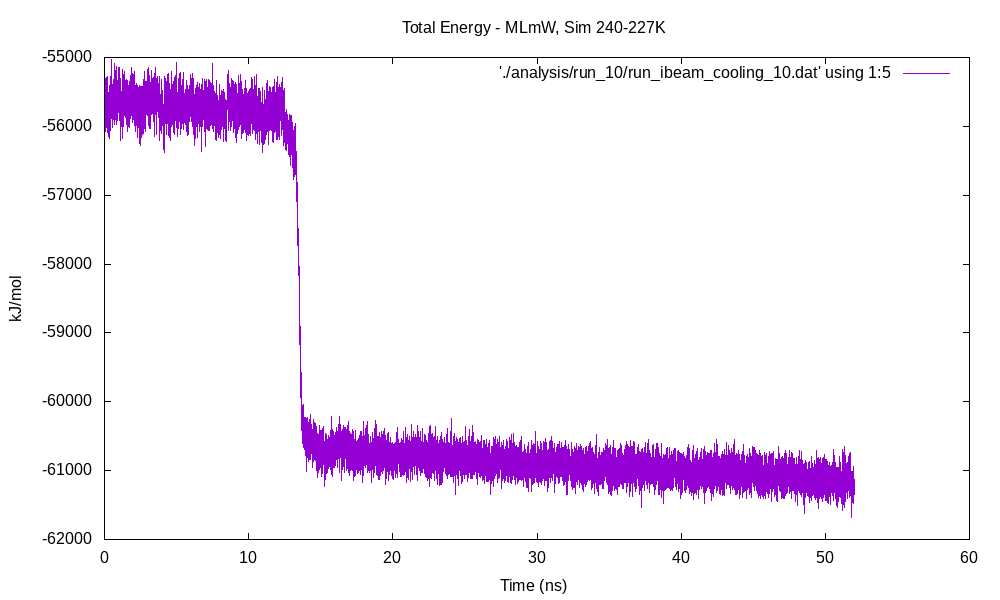 Total Energy - MLmW, Sim 240-227K
'./analysis/run_10/run_ibeam_cooling_10.dat' using 1:5
-55000
-56000
-57000
-58000
-59000
-60000
-61000
-62000
kJ/mol
0 10 20 30 40 50 60
Time (ns)